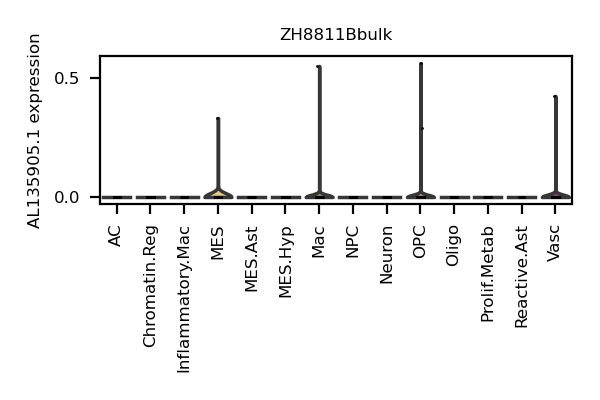 ZH8811Bbulk
AL135905.1 expression
0.5
0.0
AC
Chromatin.Reg
Inflammatory.Mac
MES
MES.Ast
MES.Hyp
Mac
NPC
Neuron
OPC
Oligo
Prolif.Metab
Reactive.Ast
Vasc